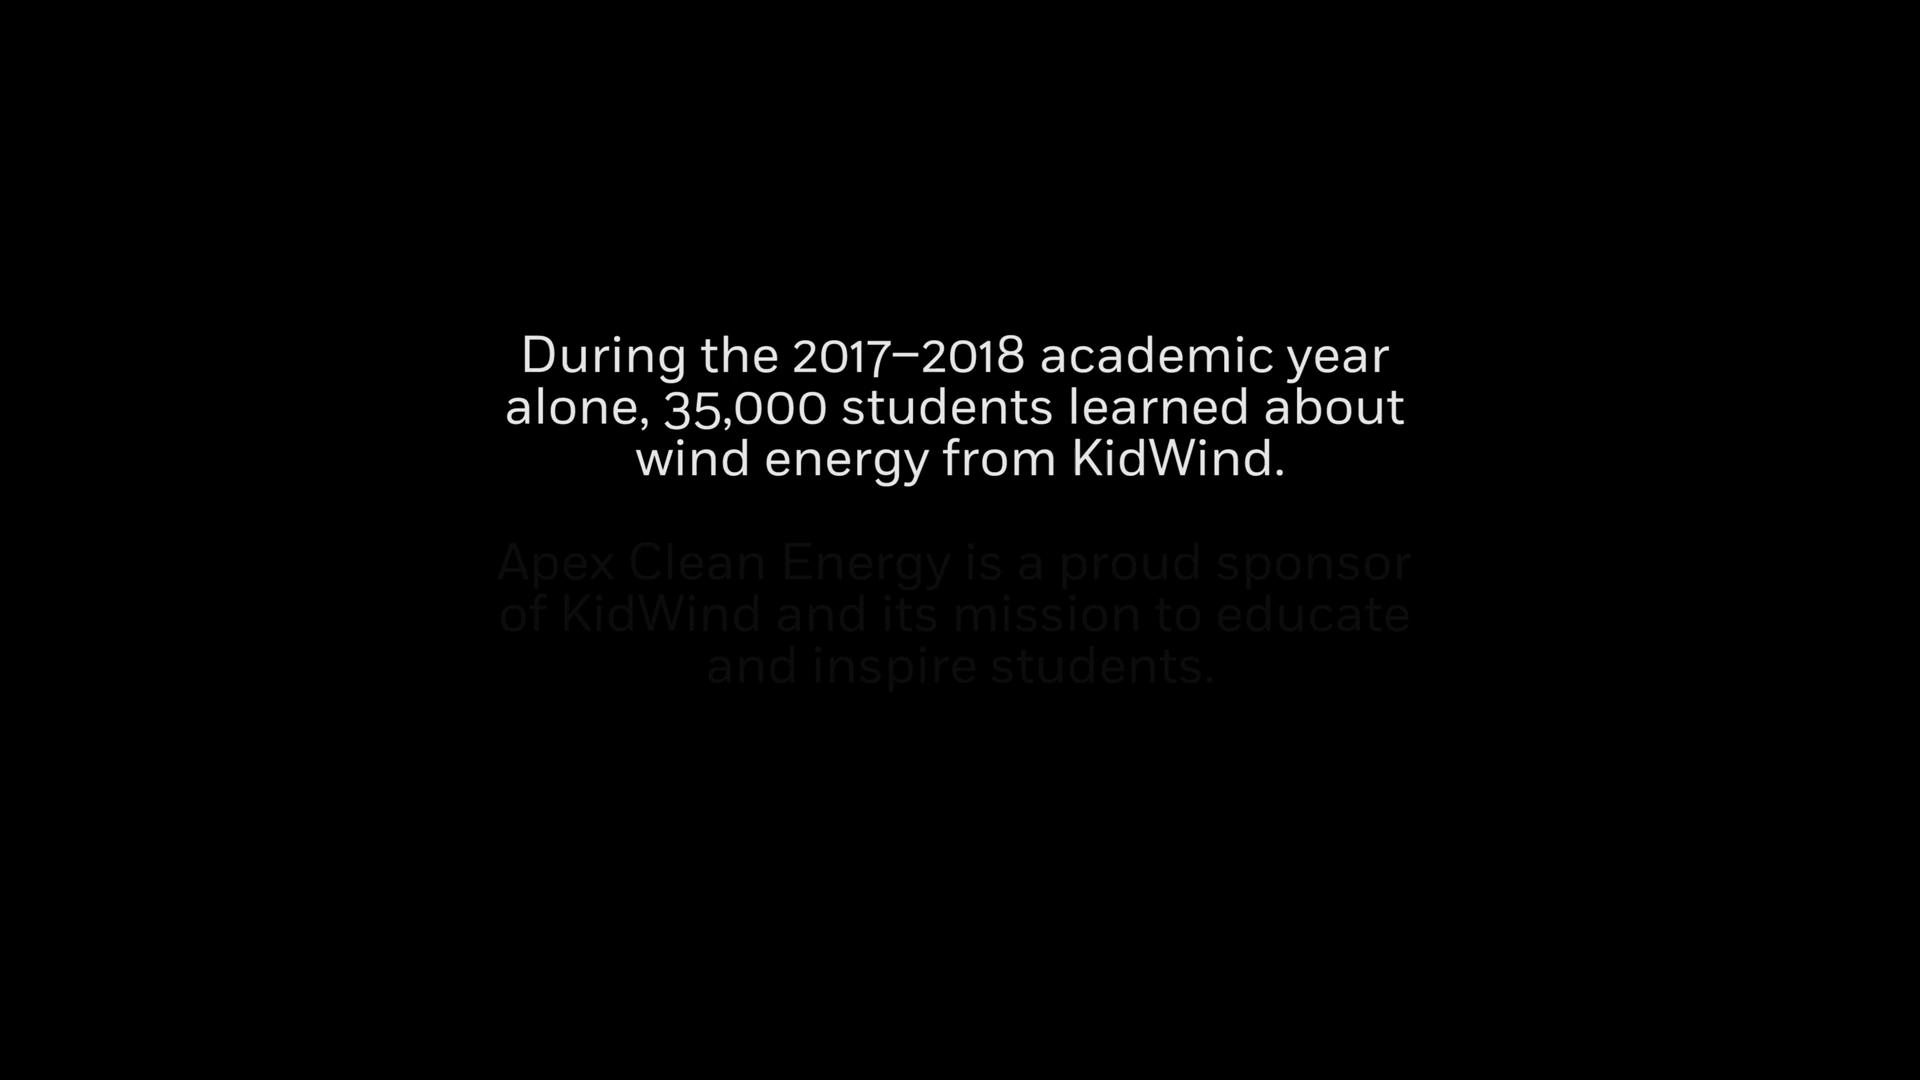 During the 2017–2018 academic year
alone, 35,000 students learned about
wind energy from KidWind.
Apex Clean Energy is a proud sponsor
of KidWind and its mission to educate
and inspire students.